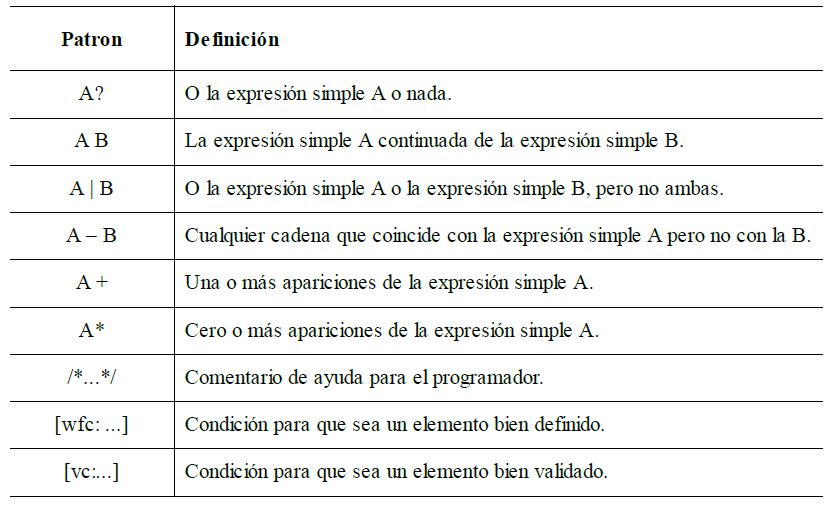 Patron Definición
A? O la expresión simple A o nada.
A B La expresión simple A continuada de la expresión simple B.
A | B O la expresión simple A o la expresión simple B, pero no ambas.
A – B Cualquier cadena que coincide con la expresión simple A pero no con la B.
A + Una o más apariciones de la expresión simple A.
A* Cero o más apariciones de la expresión simple A.
/*...*/ Comentario de ayuda para el programador.
[wfc: ...] Condición para que sea un elemento bien definido.
[vc:...] Condición para que sea un elemento bien validado.